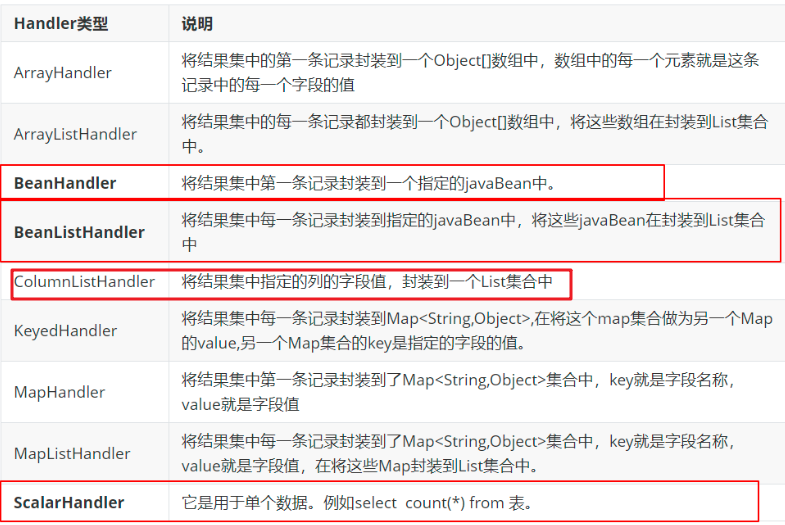 Handler类型 说明
ArrayHandler 将结果集中的第一条记录封装到一个Object[]数组中，数组中的每一个元素就是这条
记录中的每一个字段的值
ArrayListHandler 将结果集中的每一条记录都封装到一个Object[]数组中，将这些数组在封装到List集合
中。
BeanHandler 将结果集中第一条记录封装到一个指定的javaBean中。
BeanListHandler 将结果集中每一条记录封装到指定的javaBean中，将这些javaBean在封装到List集合
中
ColumnListHandler 将结果集中指定的列的字段值，封装到一个List集合中
KeyedHandler 将结果集中每一条记录封装到Map<String,Object>,在将这个map集合做为另一个Map
的value,另一个Map集合的key是指定的字段的值。
MapHandler 将结果集中第一条记录封装到了Map<String,Object>集合中，key就是字段名称，
value就是字段值
MapListHandler 将结果集中每一条记录封装到了Map<String,Object>集合中，key就是字段名称，
value就是字段值，在将这些Map封装到List集合中。
ScalarHandler 它是用于单个数据。例如select count(*) from 表。